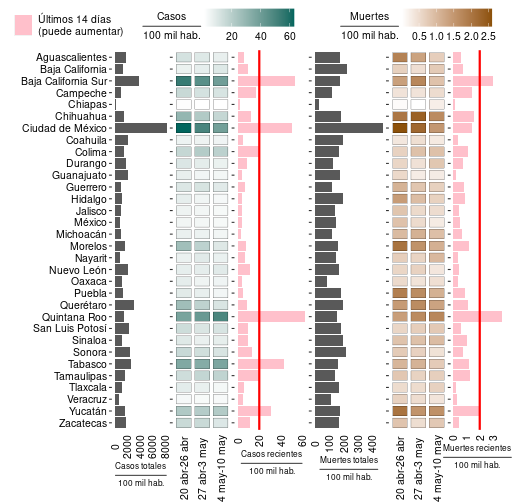 Últimos 14 días
(puede aumentar)
Casos
100 mil hab.
20 40 60
Muertes
100 mil hab.
0.5 1.0 1.5 2.0 2.5
Aguascalientes
Baja California
Baja California Sur
Campeche
Chiapas
Chihuahua
Ciudad de México
Coahuila
Colima
Durango
Guanajuato
Guerrero
Hidalgo
Jalisco
México
Michoacán
Morelos
Nayarit
Nuevo León
Oaxaca
Puebla
Querétaro
Quintana Roo
San Luis Potosí
Sinaloa
Sonora
Tabasco
Tamaulipas
Tlaxcala
Veracruz
Yucatán
Zacatecas
0 2000 4000 6000 8000
Casos totales
100 mil hab.
20 abr-26 abr
27 abr-3 may
4 may-10 may
0 20 40 60
Casos recientes
100 mil hab.
0 100 200 300 400
Muertes totales
100 mil hab.
20 abr-26 abr
27 abr-3 may
4 may-10 may
0 1 2 3
Muertes recientes
100 mil hab.